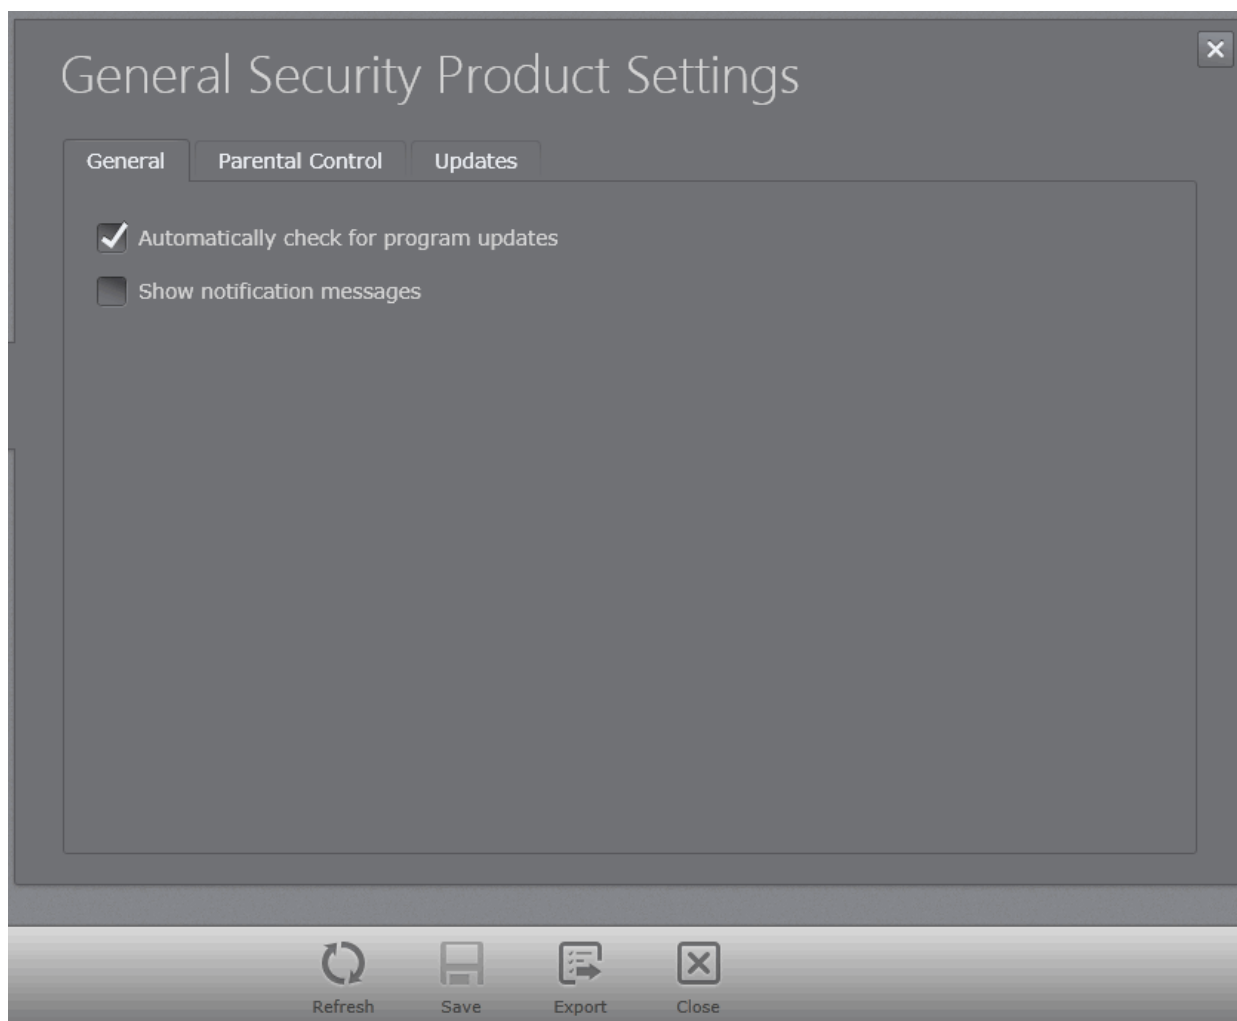 General Security Product Settings
General Parental Control Updates
Automatically check for program updates
Show notification messages
Refresh Save Export Close